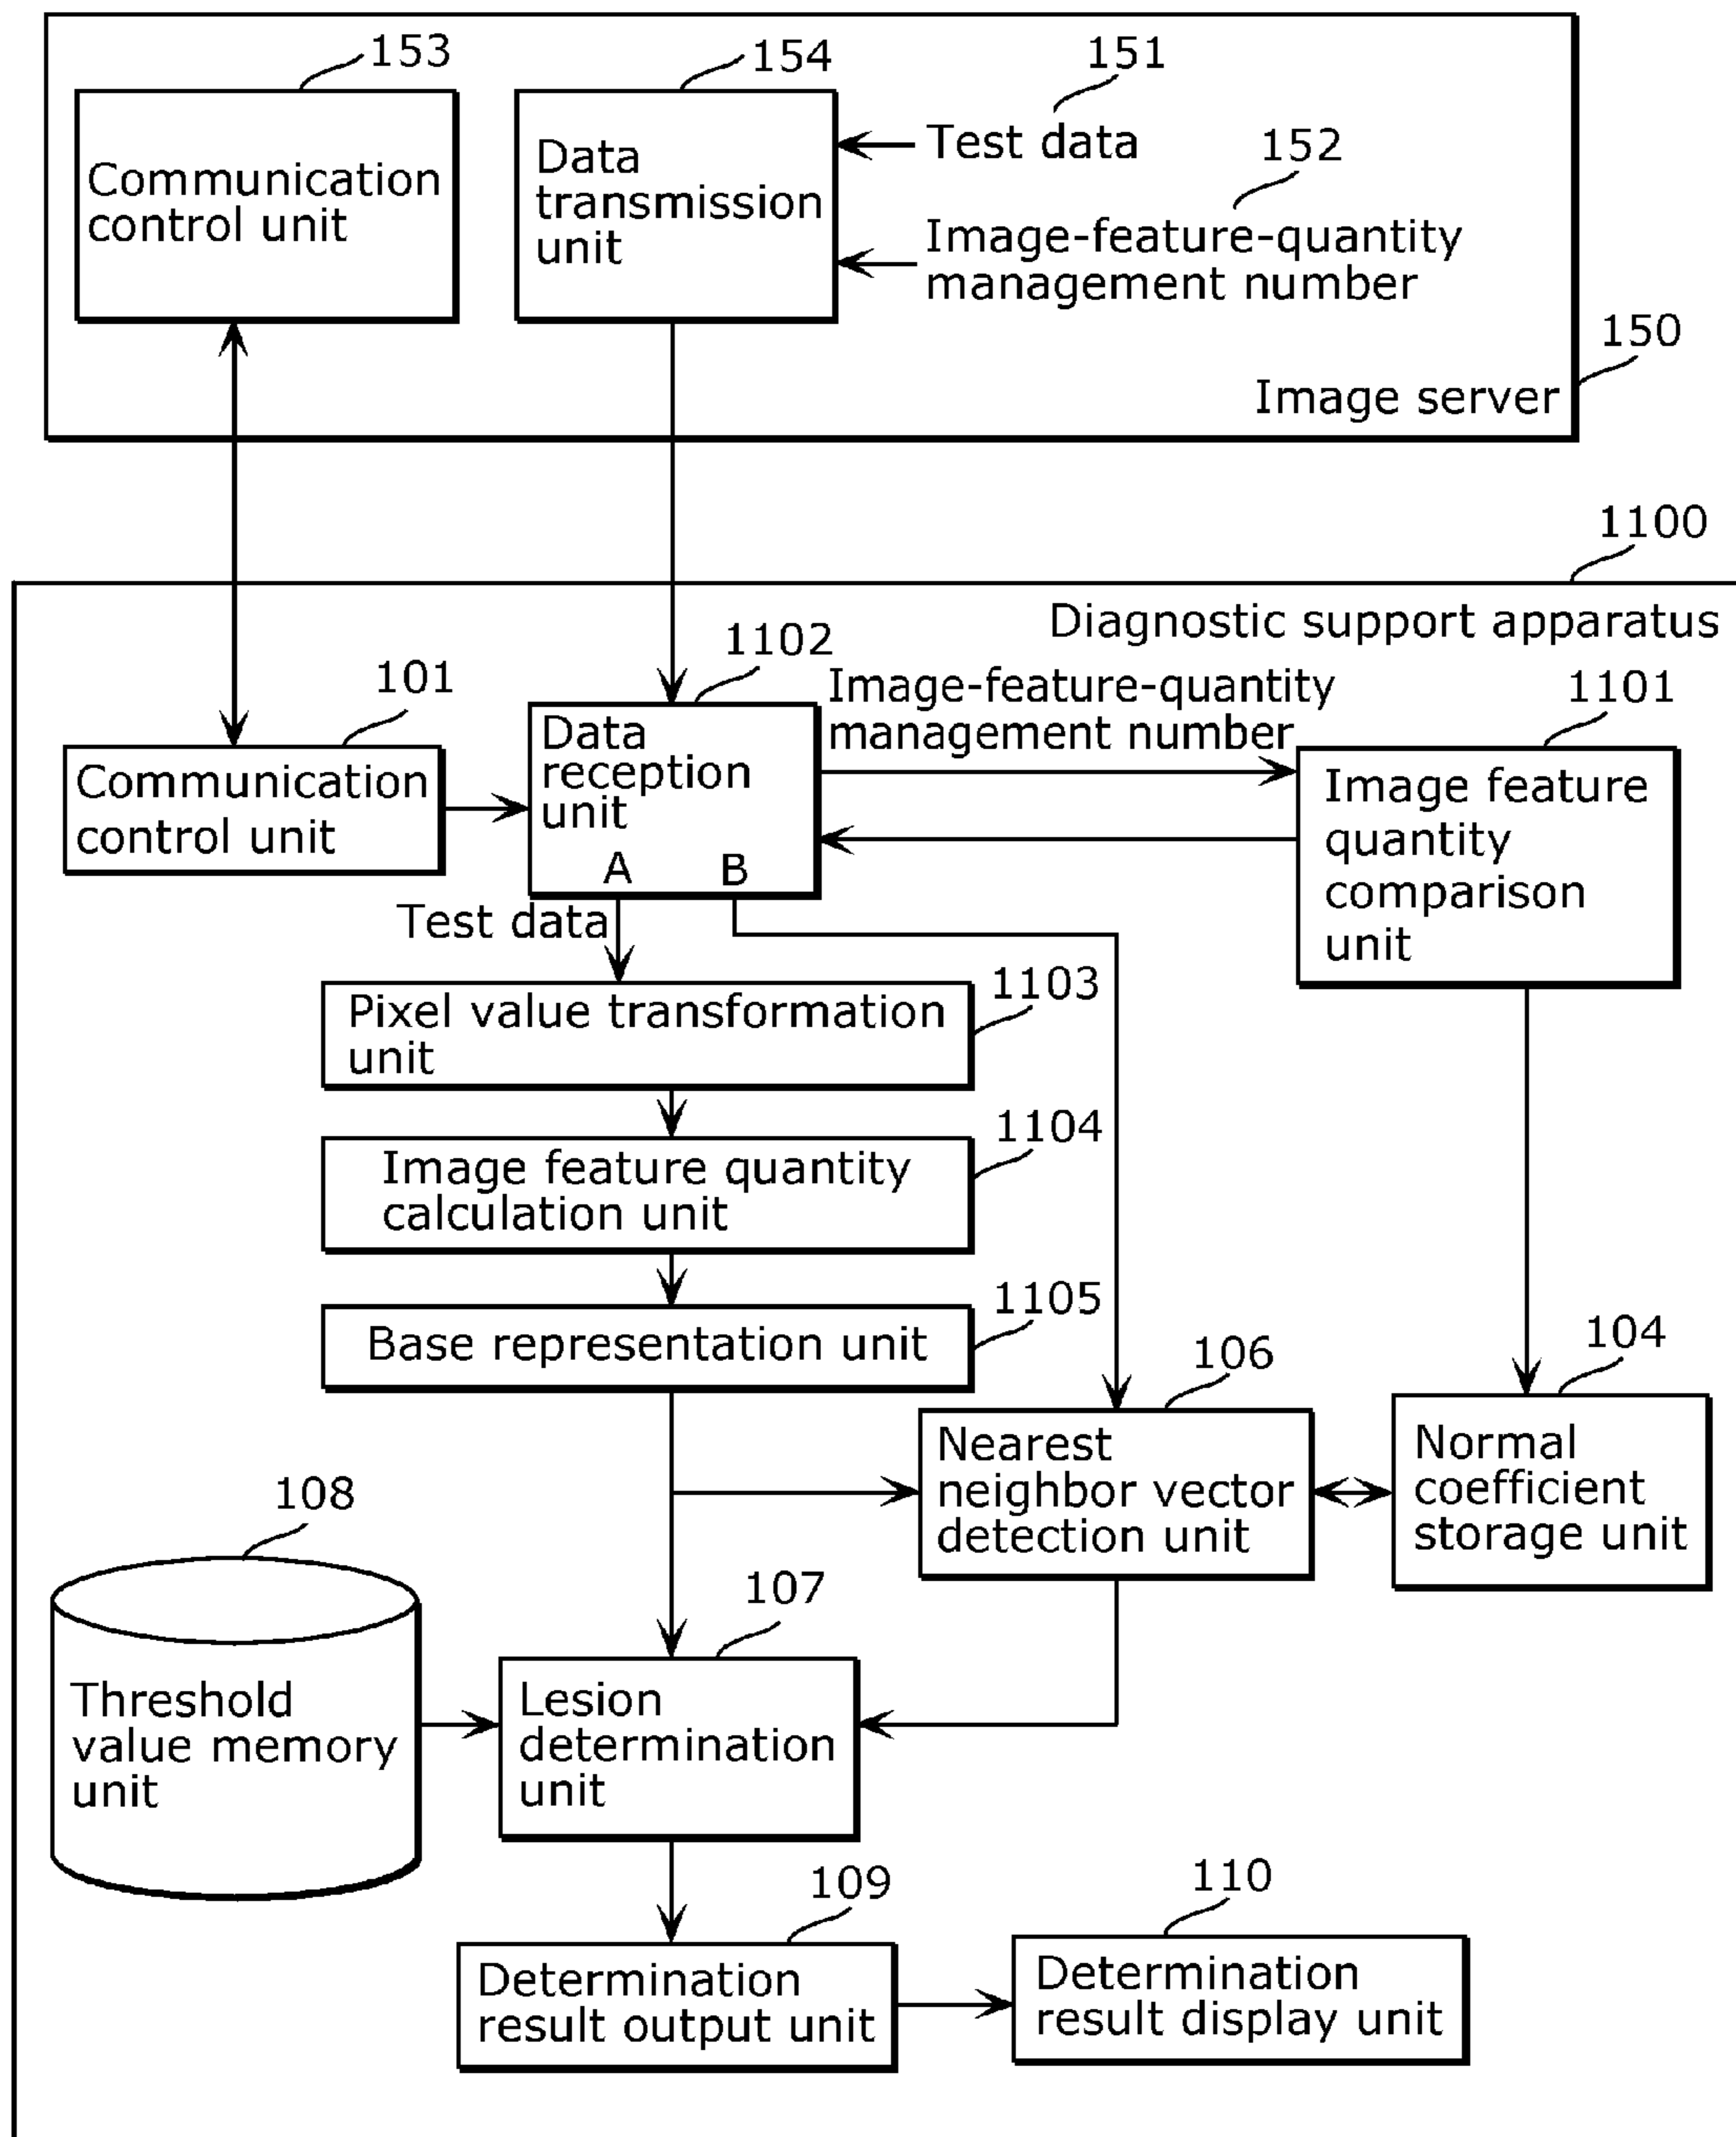 153
154
151
Communication
control unit
Data
transmission
unit
Test data
152
Image-feature-quantity
management number
150
Image server
1100
Diagnostic support apparatus
101
1102
Image-feature-quantity
management number
1101
Communication
control unit
Data
reception
unit
A B
Image feature
quantity
comparison
unit
Test data
1103
Pixel value transformation
unit
1104
Image feature quantity
calculation unit
1105
Base representation unit
106
104
Nearest
neighbor vector
detection unit
Normal
coefficient
storage unit
108
107
Threshold
value memory
unit
Lesion
determination
unit
109
110
Determination
result output unit
Determination
result display unit